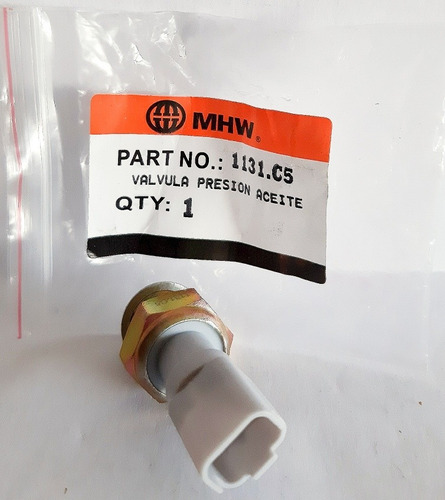 MHW®
PART NO.: 1131.C5
VALVULA PRESION ACEITE
QTY: 1